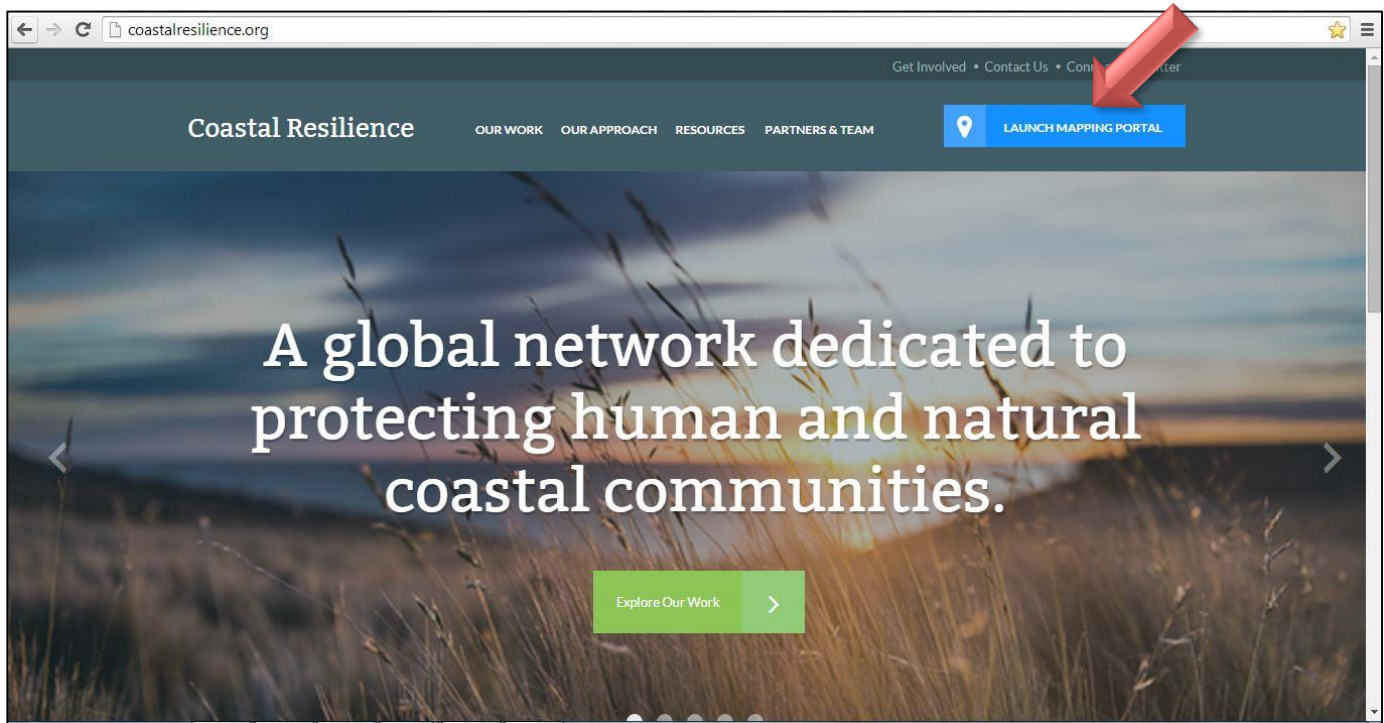 coastalresilience.org
Get Involved • Contact Us •
Coastal Resilience OUR WORK OUR APPROACH RESOURCES PARTNERS & TEAM LAUNCH MAPPING PORTAL
A global network dedicated to
protecting human and natural
coastal communities.
Explore Our Work